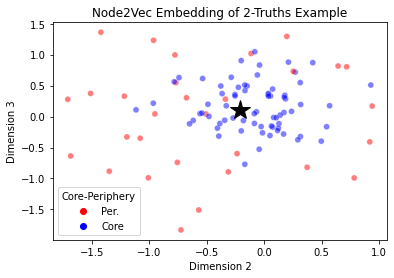 Node2Vec Embedding of 2-Truths Example
Dimension 3
1.5
1.0
0.5
0.0
−0.5
−1.0
−1.5
Core-Periphery
Per.
Core
−1.5 −1.0 −0.5 0.0 0.5 1.0
Dimension 2